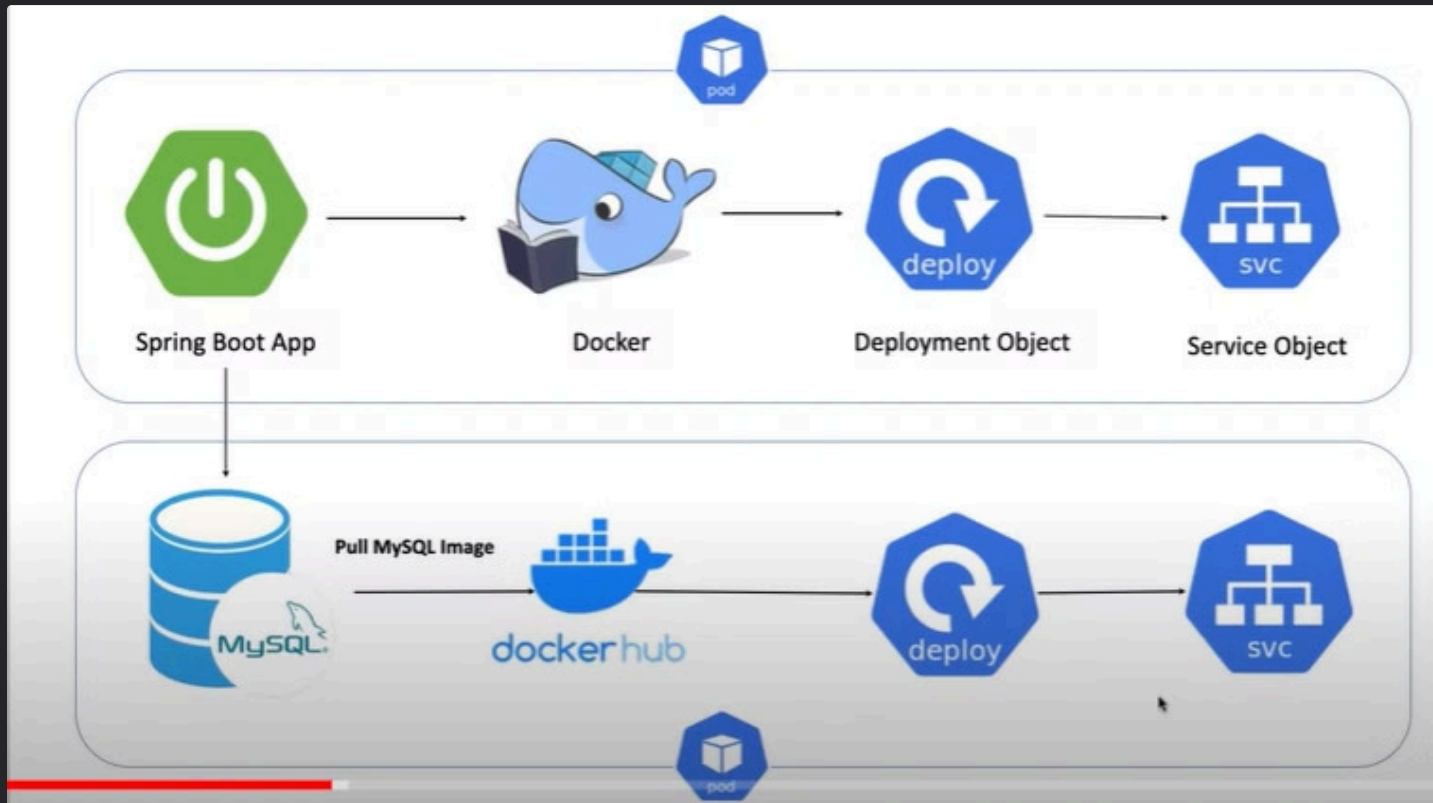 pod
deploy
svc
Spring Boot App
Docker
Deployment Object
Service Object
Pull MySQL Image
MySQL®
dockerhub
deploy
svc
pod